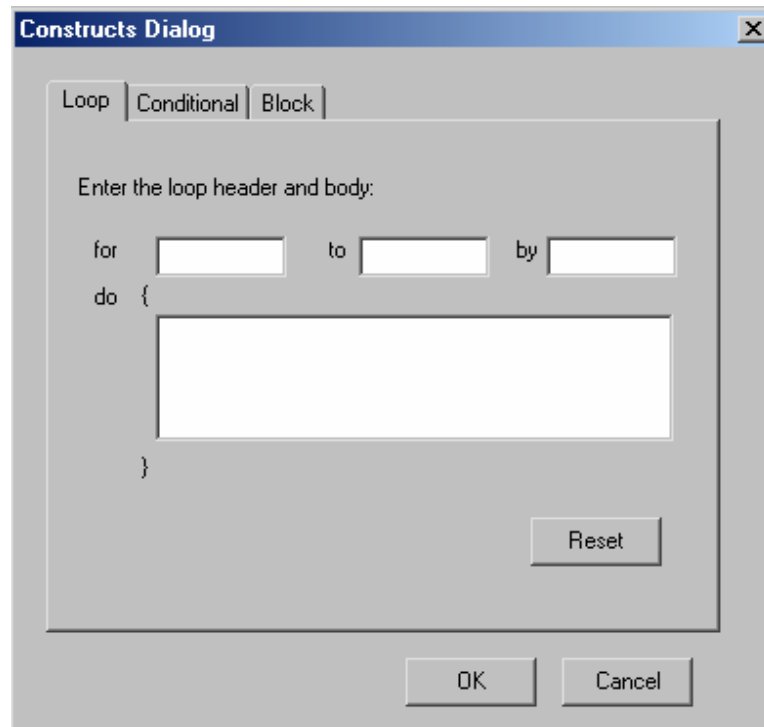 Constructs Dialog
Loop Conditional Block
Enter the loop header and body:
for to by
do {
}
Reset
OK Cancel